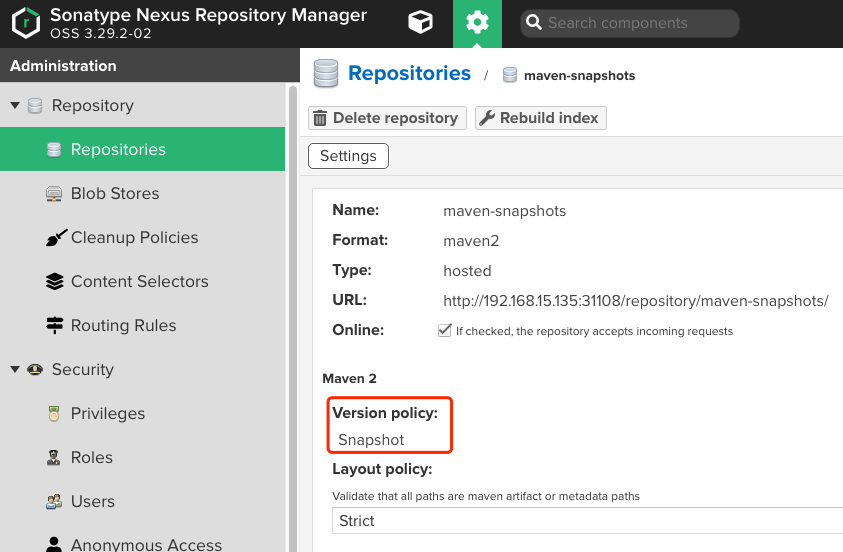 Sonatype Nexus Repository Manager
OSS 3.29.2-02
Search components
Administration
Repository
Repositories
Blob Stores
Cleanup Policies
Content Selectors
Routing Rules
Security
Privileges
Roles
Users
Anonymous Access
Repositories / maven-snapshots
Delete repository Rebuild index
Settings
Name: maven-snapshots
Format: maven2
Type: hosted
URL: http://192.168.15.135:31108/repository/maven-snapshots/
Online: If checked, the repository accepts incoming requests
Maven 2
Version policy:
Snapshot
Layout policy:
Validate that all paths are maven artifact or metadata paths
Strict